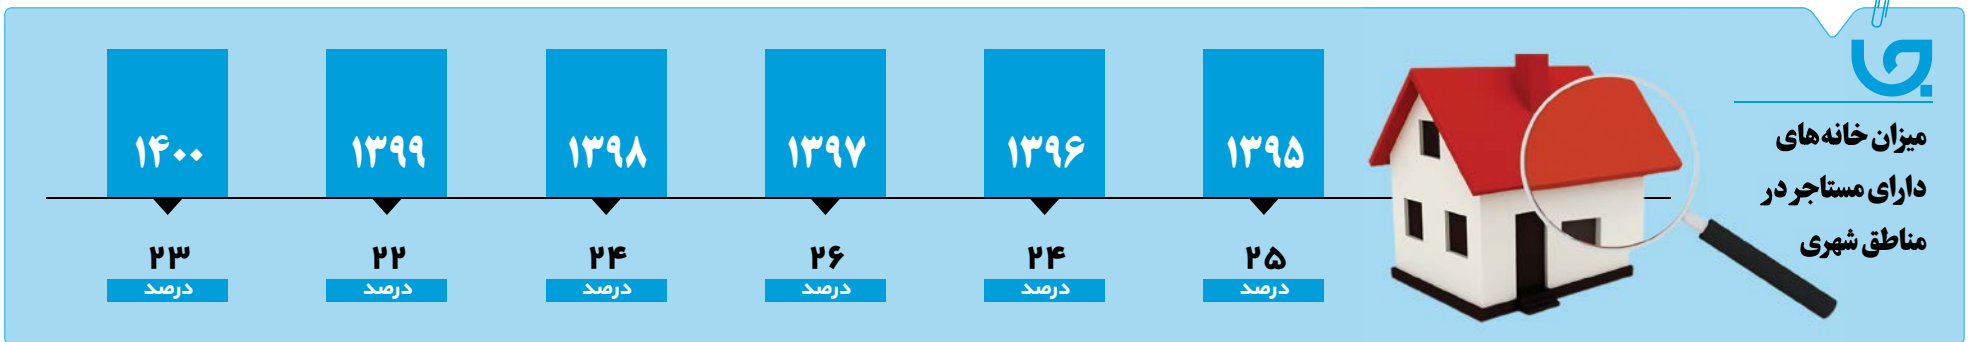 میزان خانه‌های
دارای مستاجر در
مناطق شهری
۱۳۹۵
۲۵
درصد
۱۳۹۶
۲۴
درصد
۱۳۹۷
۲۶
درصد
۱۳۹۸
۲۴
درصد
۱۳۹۹
۲۲
درصد
۱۴۰۰
۲۳
درصد